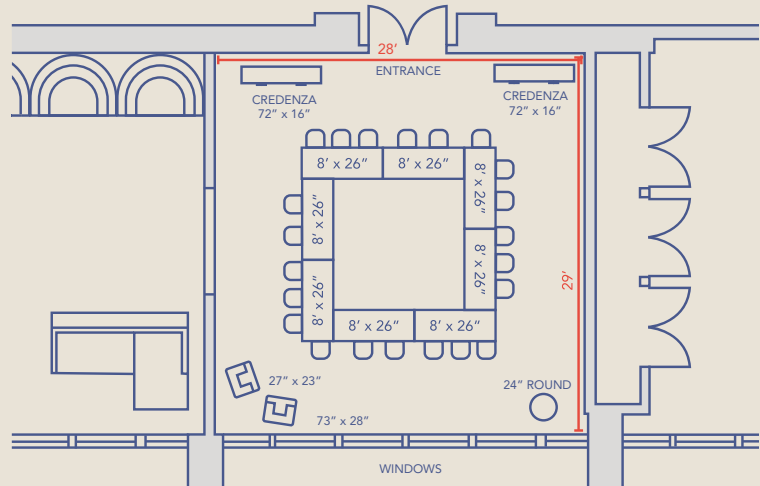 28’
ENTRANCE
CREDENZA
72” x 16”
CREDENZA
72” x 16”
8’ x 26”
8’ x 26”
8’ x 26”
8’ x 26”
8’ x 26”
8’ x 26”
29’
8’ x 26”
8’ x 26”
27” x 23”
24” ROUND
73” x 28”
WINDOWS